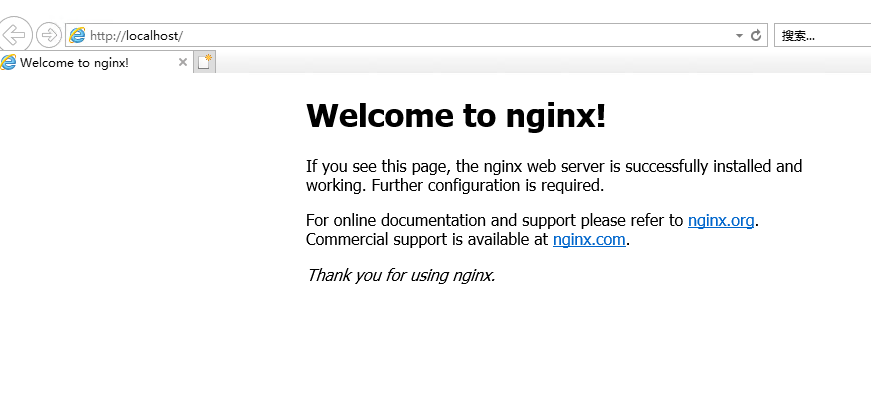 http://localhost/
搜索...
Welcome to nginx!
Welcome to nginx!
If you see this page, the nginx web server is successfully installed and
working. Further configuration is required.
For online documentation and support please refer to nginx.org.
Commercial support is available at nginx.com.
Thank you for using nginx.